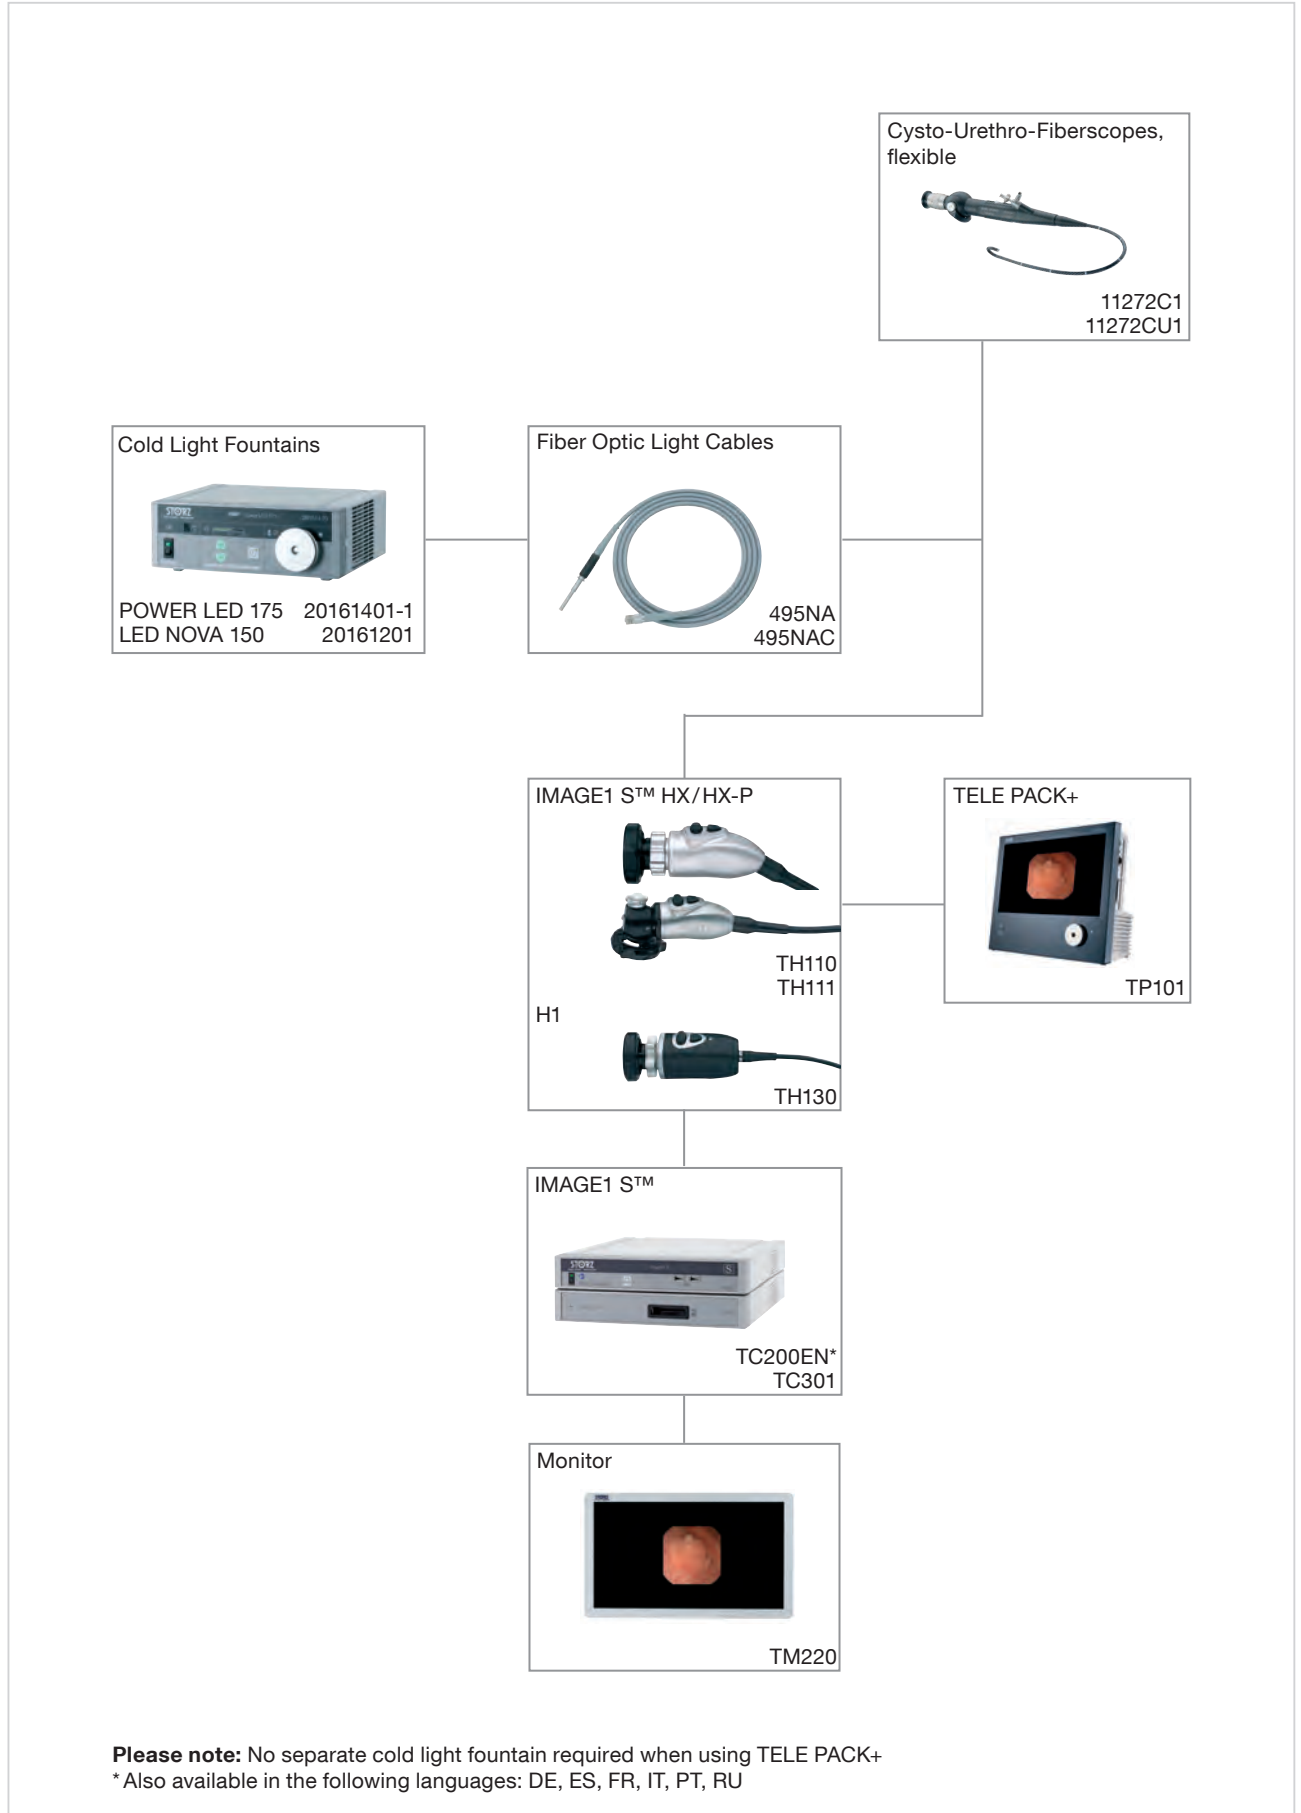 Cysto-Urethro-Fiberscopes,
flexible
11272C1
11272CU1
Cold Light Fountains
STORZ
POWER LED 175 20161401-1
LED NOVA 150 20161201
Fiber Optic Light Cables
495NA
495NAC
IMAGE1 S™ HX/HX-P
TH110
TH111
H1
TH130
TELE PACK+
TP101
IMAGE1 S™
STORZ
S
TC200EN*
TC301
Monitor
TM220
Please note: No separate cold light fountain required when using TELE PACK+
* Also available in the following languages: DE, ES, FR, IT, PT, RU